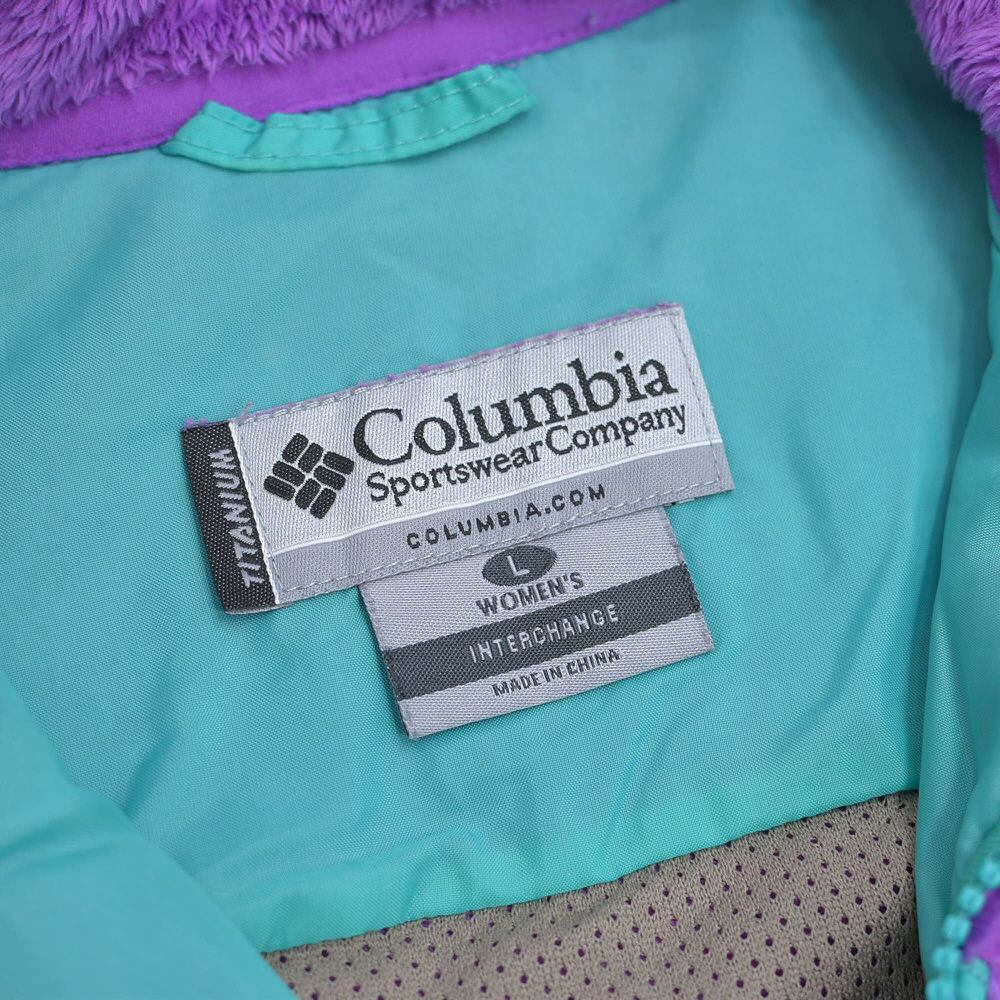 TITANIUM
Columbia
Sportswear Company
COLUMBIA.COM
L
WOMEN'S
INTERCHANGE
MADE IN CHINA